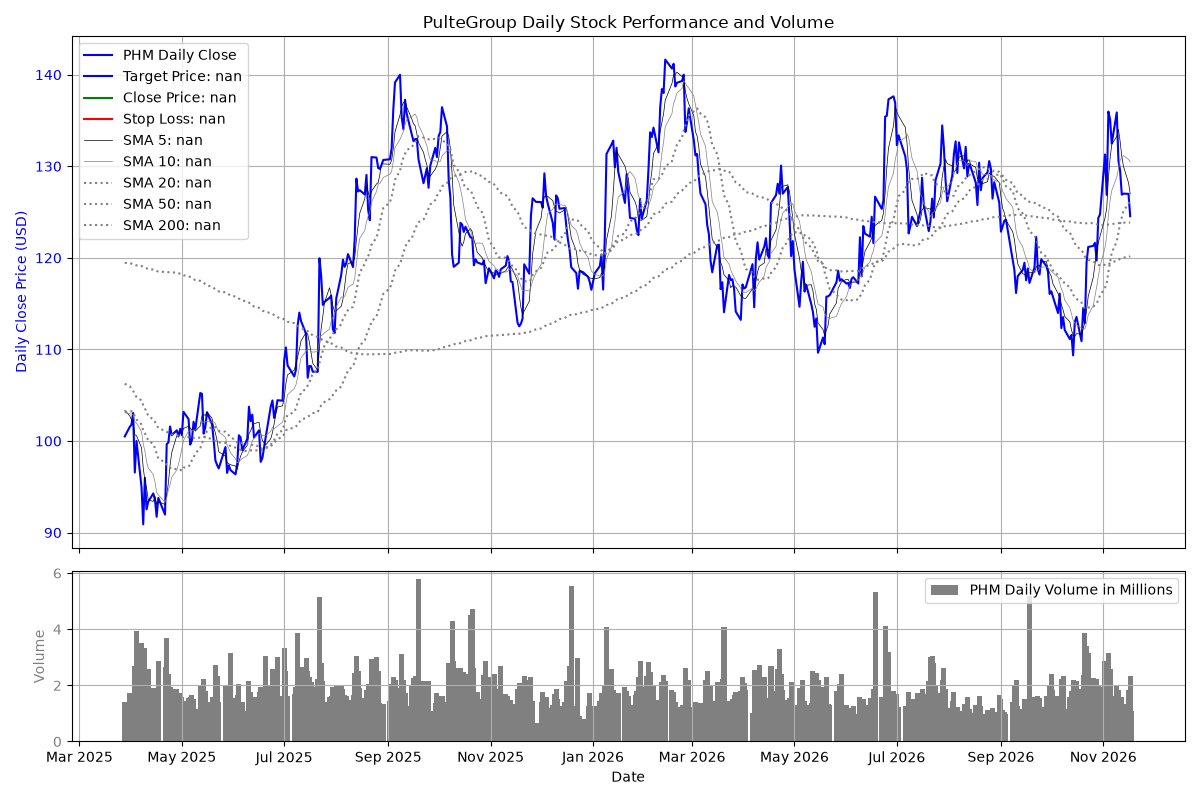 PulteGroup Daily Stock Performance and Volume
PHM Daily Close
Target Price: nan
Close Price: nan
Stop Loss: nan
SMA 5: nan
SMA 10: nan
SMA 20: nan
SMA 50: nan
SMA 200: nan
Daily Close Price (USD)
140
130
120
110
100
90
PHM Daily Volume in Millions
Volume
6
4
2
0
Mar 2025 May 2025 Jul 2025 Sep 2025 Nov 2025 Jan 2026 Mar 2026 May 2026 Jul 2026 Sep 2026 Nov 2026
Date